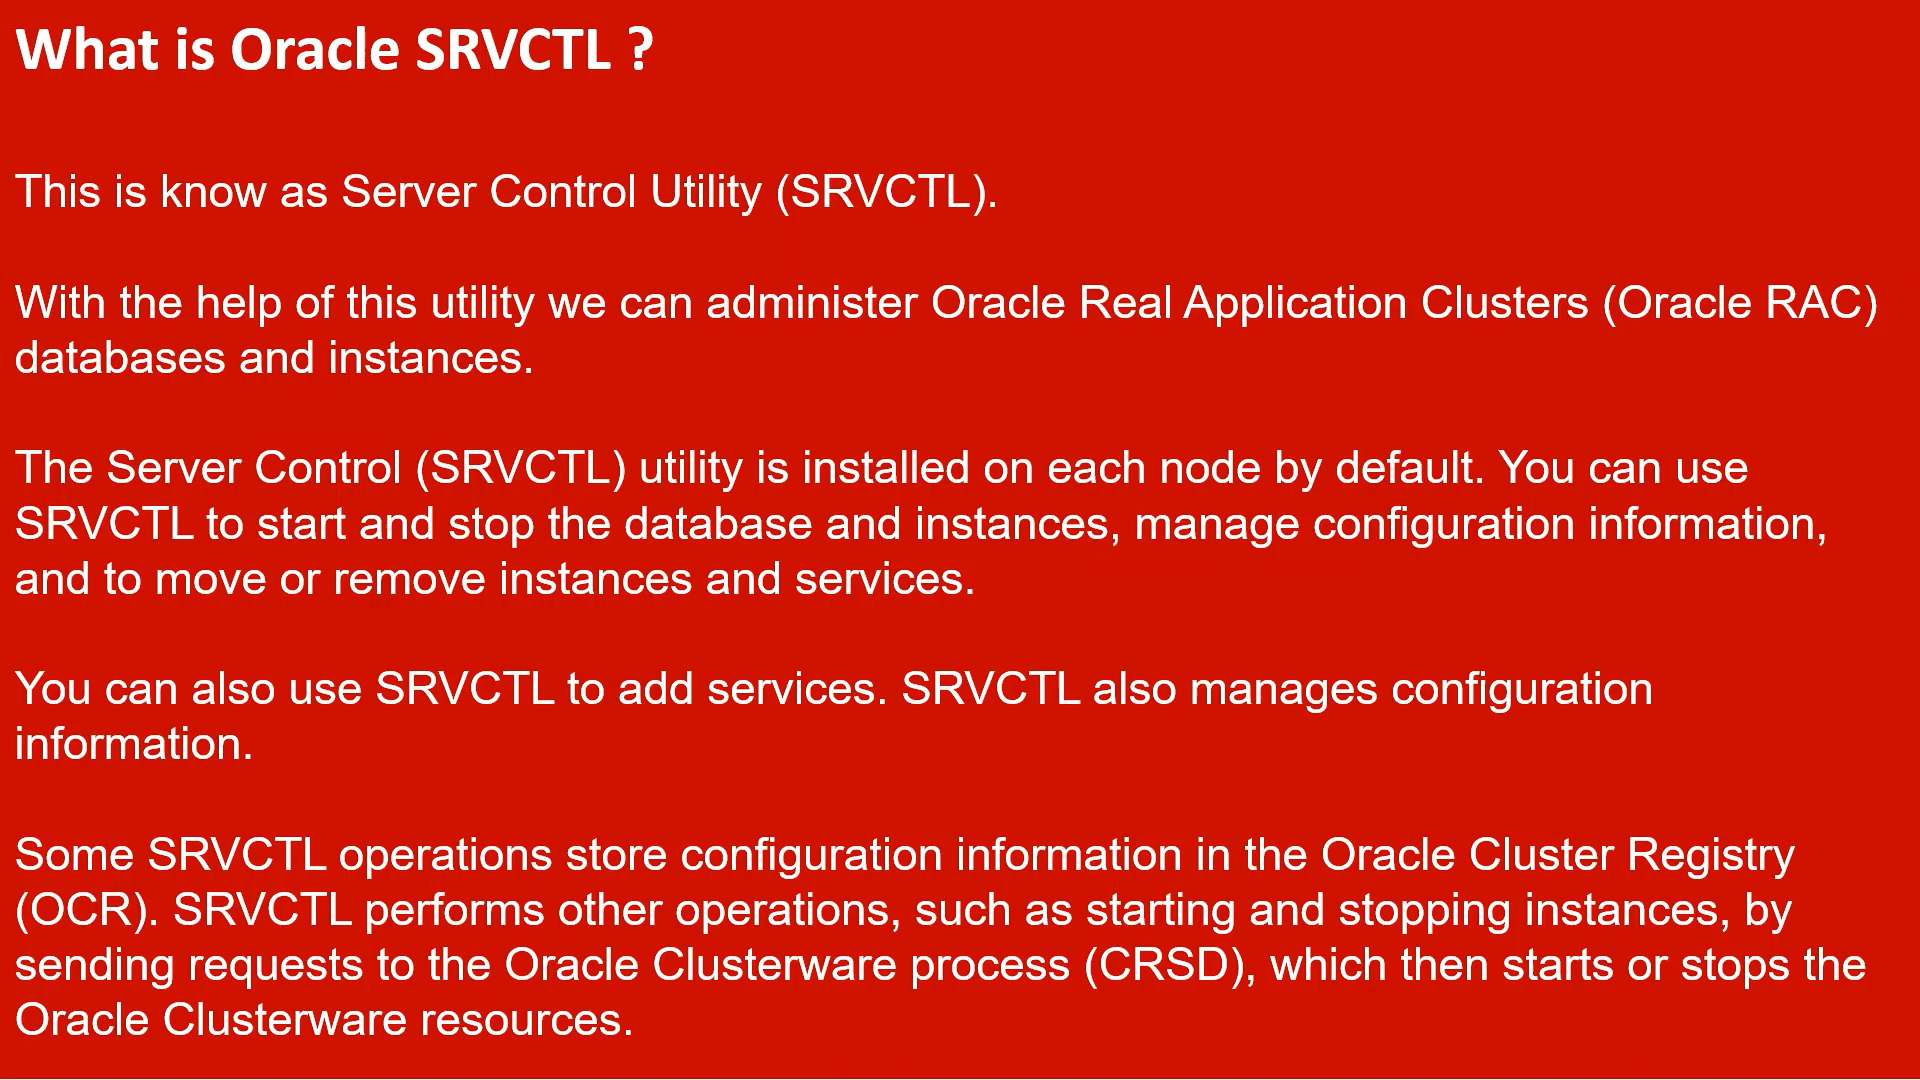 What is Oracle SRVCTL ?
This is know as Server Control Utility (SRVCTL).
With the help of this utility we can administer Oracle Real Application Clusters (Oracle RAC)
databases and instances.
The Server Control (SRVCTL) utility is installed on each node by default. You can use
SRVCTL to start and stop the database and instances, manage configuration information,
and to move or remove instances and services.
You can also use SRVCTL to add services. SRVCTL also manages configuration
information.
Some SRVCTL operations store configuration information in the Oracle Cluster Registry
(OCR). SRVCTL performs other operations, such as starting and stopping instances, by
sending requests to the Oracle Clusterware process (CRSD), which then starts or stops the
Oracle Clusterware resources.